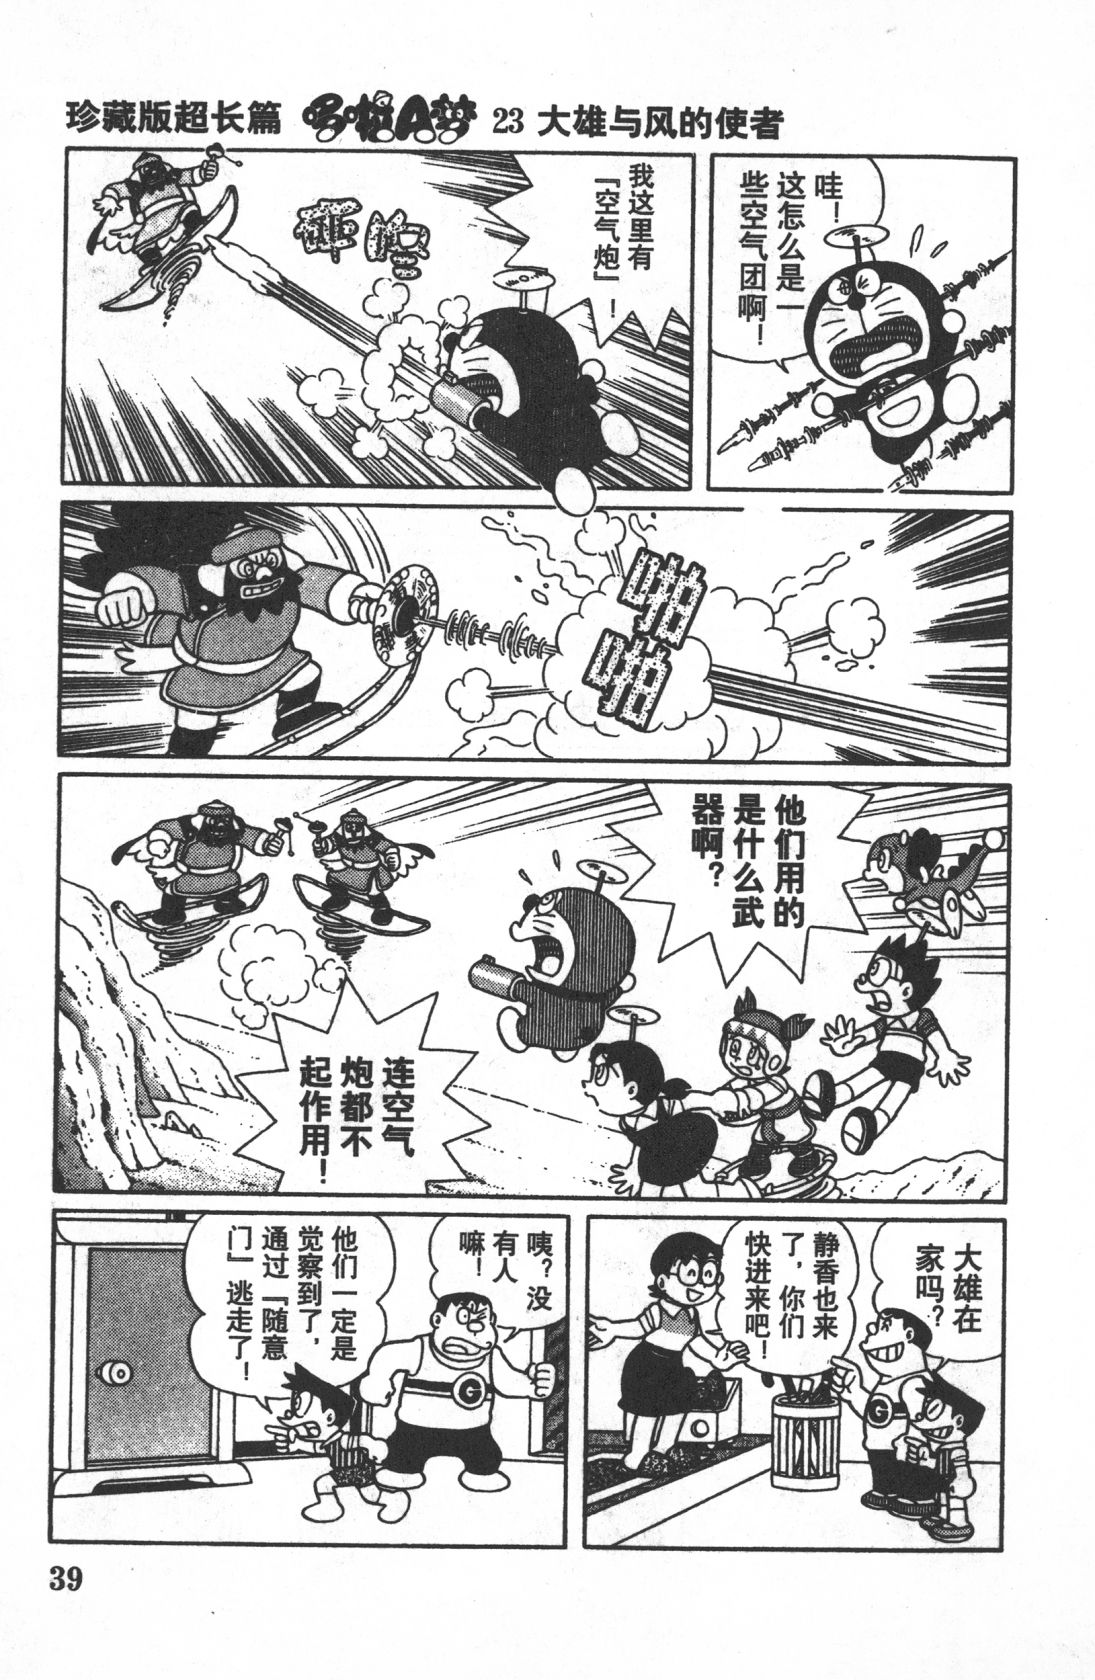 珍藏版超长篇 哆啦A梦 23 大雄与风的使者
哇！
这怎么是一
些空气团啊！
我这里有
『空气炮』！
啪
啪
他们用的
是什么武
器啊？
连空气
炮都不
起作用！
大雄在
家吗？
静香也来
了，你们
快进来吧！
G
咦？没
有人
嘛！
他们一定是
觉察到了，
通过『随意
门』逃走了！
G
39